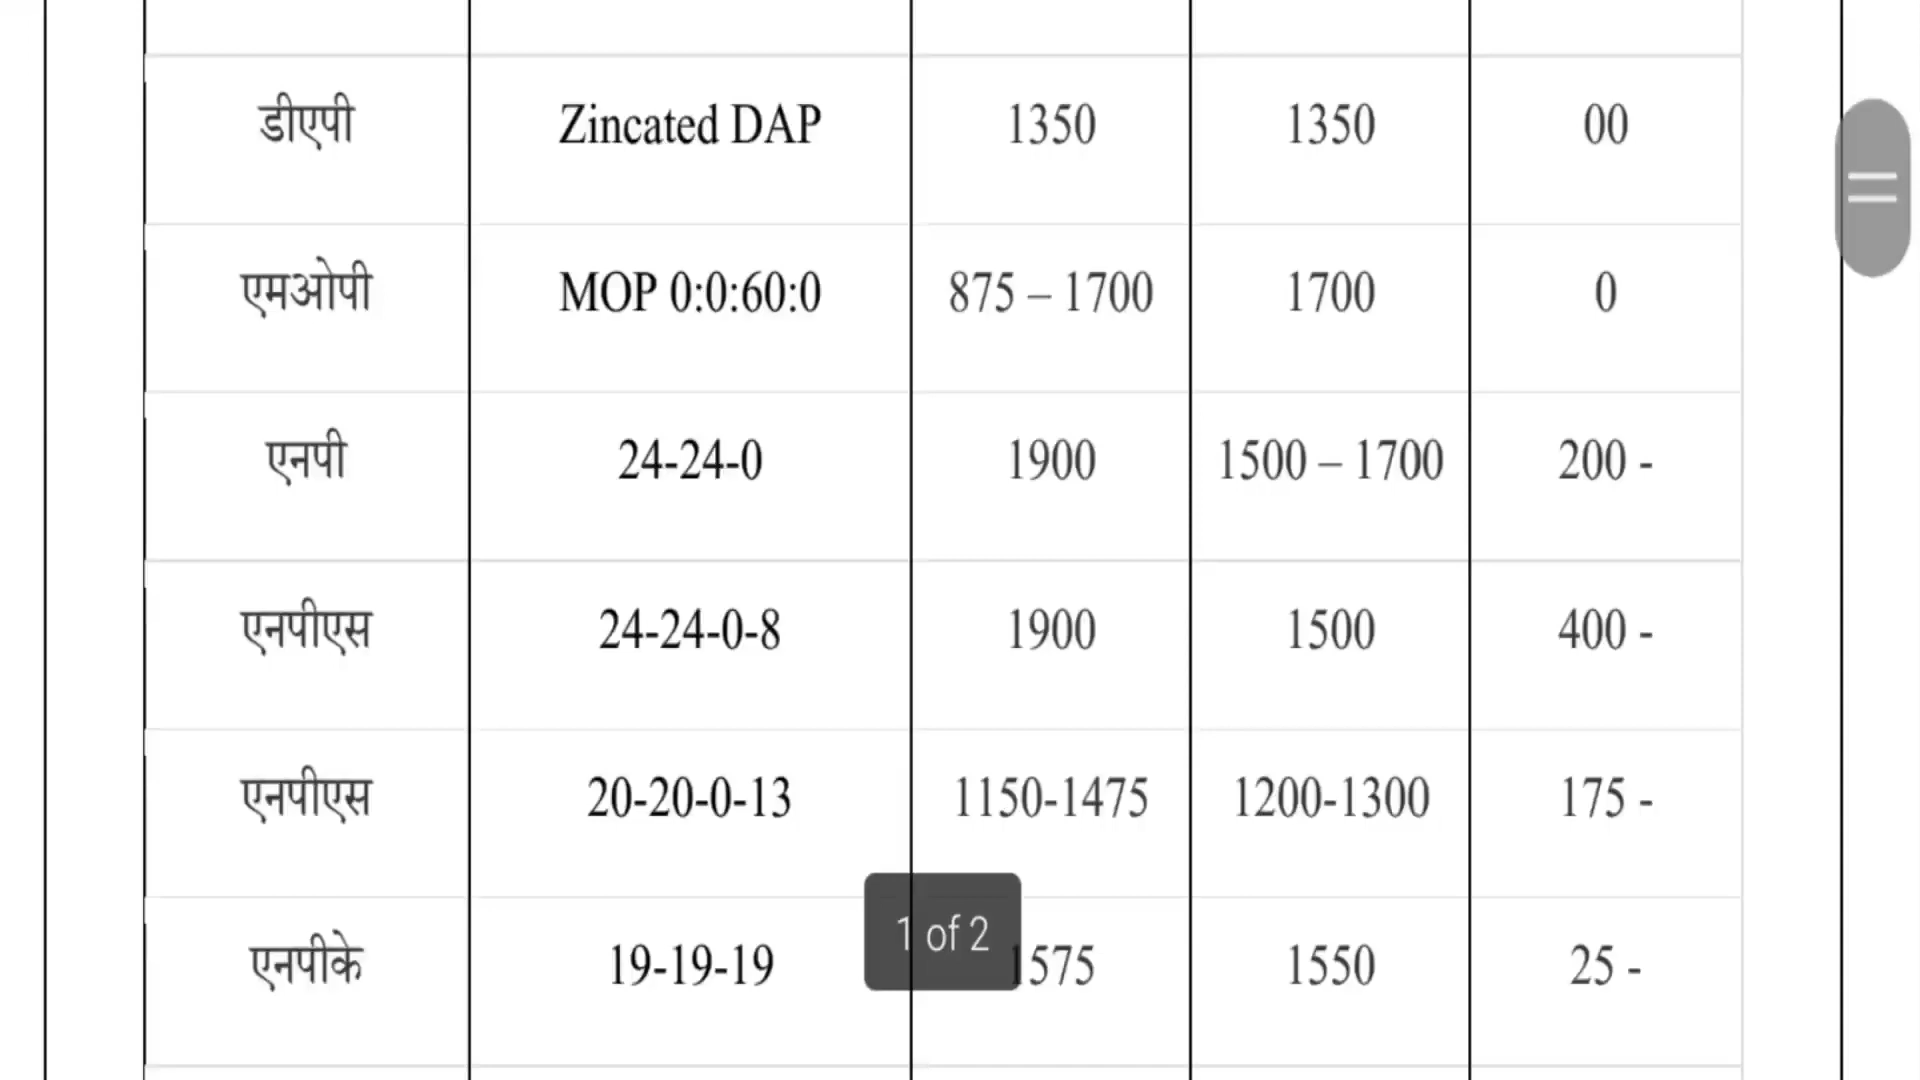 डीएपी Zincated DAP 1350 1350 00
एमओपी MOP 0:0:60:0 875 – 1700 1700 0
एनपी 24-24-0 1900 1500 – 1700 200 -
एनपीएस 24-24-0-8 1900 1500 400 -
एनपीएस 20-20-0-13 1150-1475 1200-1300 175 -
एनपीके 19-19-19 1575 1550 25 -
1 of 2